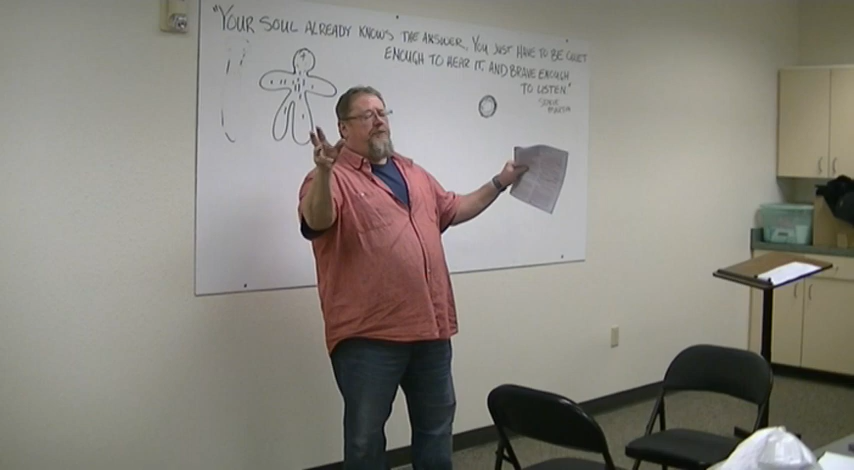 "YOUR SOUL ALREADY KNOWS THE ANSWER. YOU JUST HAVE TO BE QUIET
ENOUGH TO HEAR IT, AND BRAVE ENOUGH
TO LISTEN"